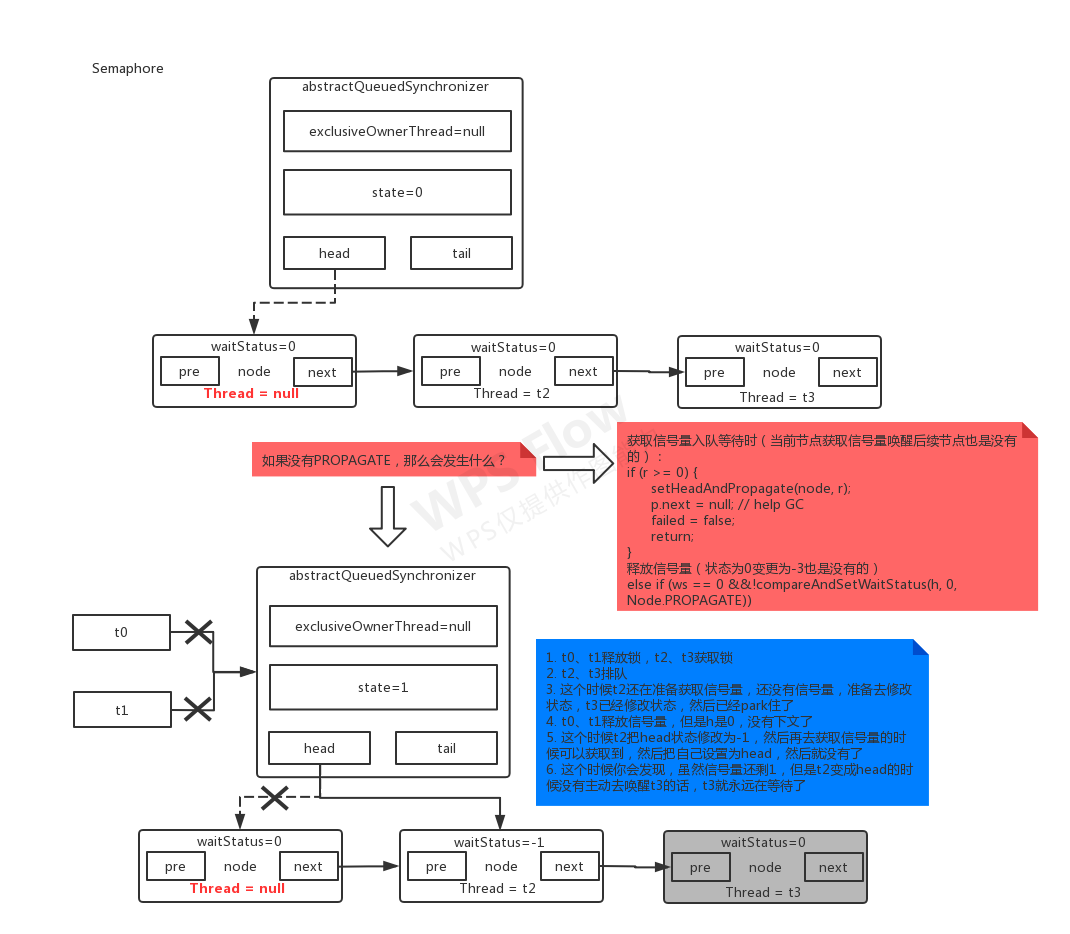 Semaphore
abstractQueuedSynchronizer
exclusiveOwnerThread=null
state=0
head
tail
waitStatus=0
pre
node
next
Thread = null
waitStatus=0
pre
node
next
Thread = t2
waitStatus=0
pre
node
next
Thread = t3
如果没有PROPAGATE，那么会发生什么？
获取信号量入队等待时（当前节点获取信号量唤醒后续节点也是没有
的）：
if (r >= 0) {
setHeadAndPropagate(node, r);
p.next = null; // help GC
failed = false;
return;
}
释放信号量（状态为0变更为-3也是没有的）
else if (ws == 0 &&!compareAndSetWaitStatus(h, 0,
Node.PROPAGATE))
WPS Flow
abstractQueuedSynchronizer
exclusiveOwnerThread=null
state=1
head
tail
t0
t1
1. t0、t1释放锁，t2、t3获取锁
2. t2、t3排队
3. 这个时候t2还在准备获取信号量，还没有信号量，准备去修改
状态，t3已经修改状态，然后已经park住了
4. t0、t1释放信号量，但是h是0，没有下文了
5. 这个时候t2把head状态修改为-1，然后再去获取信号量的时
候可以获取到，然后把自己设置为head，然后就没有了
6. 这个时候你会发现，虽然信号量还剩1，但是t2变成head的时
候没有主动去唤醒t3的话，t3就永远在等待了
waitStatus=0
pre
node
next
Thread = null
waitStatus=-1
pre
node
next
Thread = t2
waitStatus=0
pre
node
next
Thread = t3